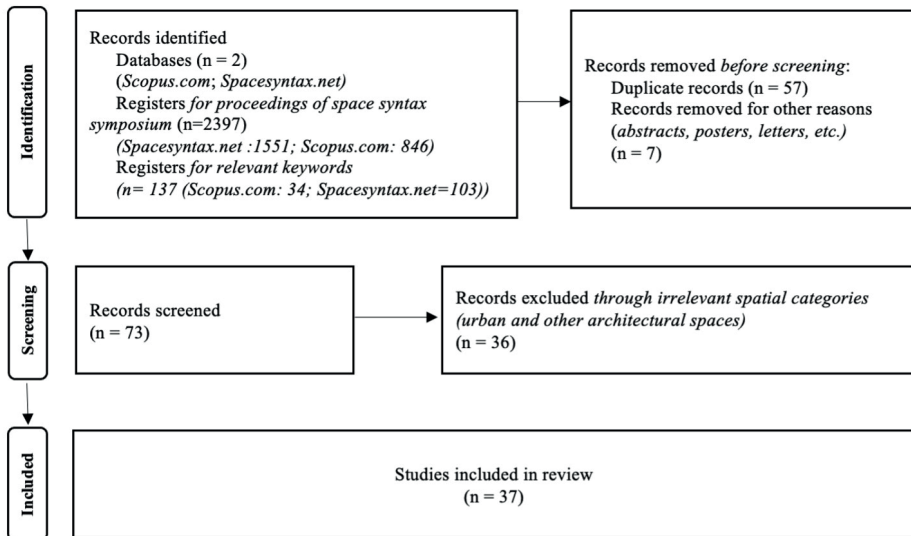 Identification
Records identified
Databases (n = 2)
(Scopus.com; Spacesyntax.net)
Registers for proceedings of space syntax
symposium (n=2397)
(Spacesyntax.net :1551; Scopus.com: 846)
Registers for relevant keywords
(n= 137 (Scopus.com: 34; Spacesyntax.net=103))
Records removed before screening:
Duplicate records (n = 57)
Records removed for other reasons
(abstracts, posters, letters, etc.)
(n = 7)
Screening
Records screened
(n = 73)
Records excluded through irrelevant spatial categories
(urban and other architectural spaces)
(n = 36)
Included
Studies included in review
(n = 37)